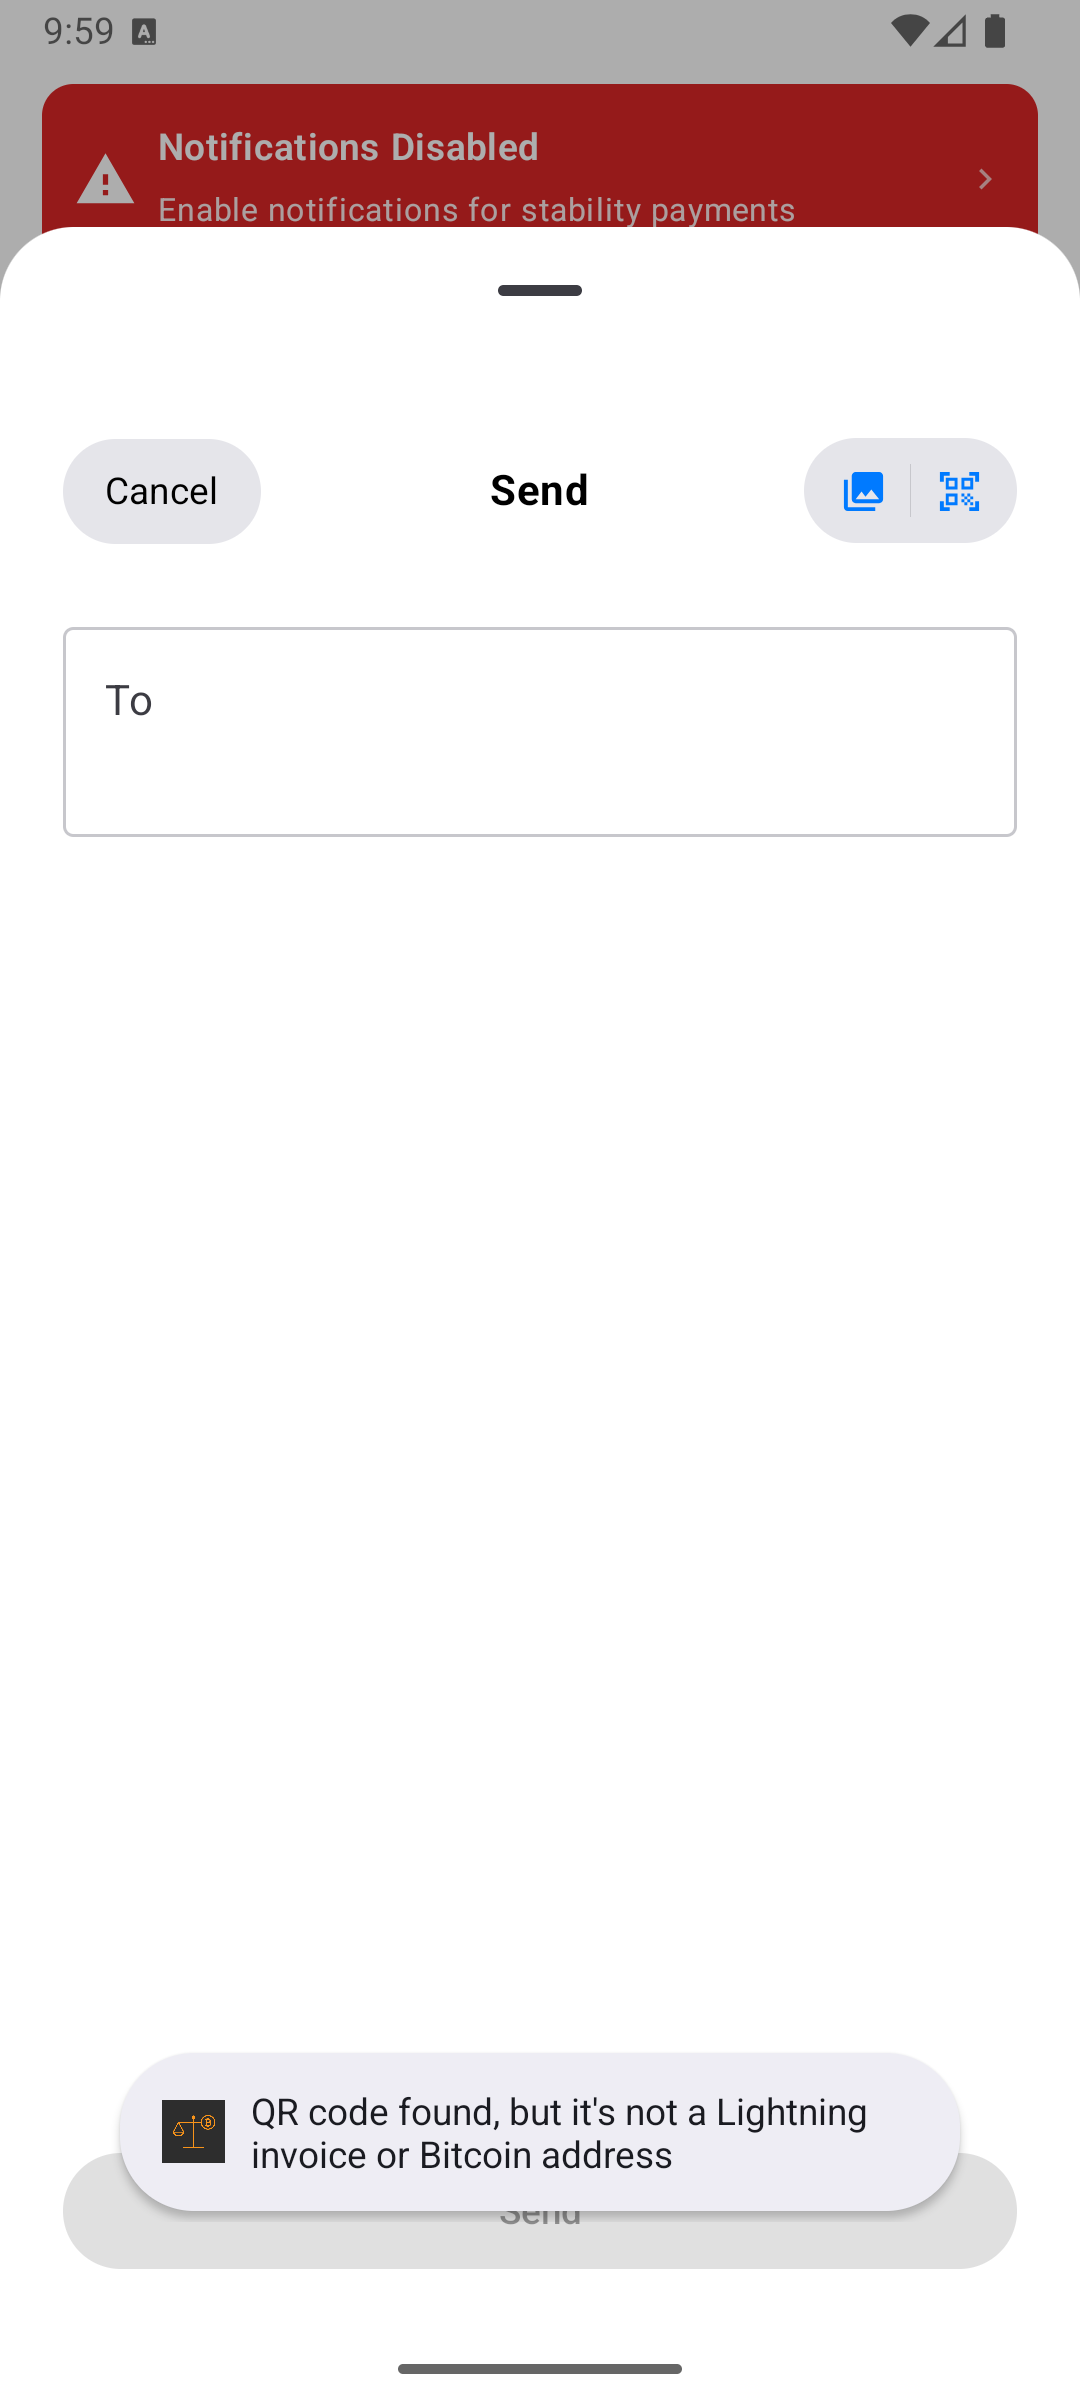 9:59
Notifications Disabled
Enable notifications for stability payments
Cancel
Send
To
QR code found, but it's not a Lightning
invoice or Bitcoin address
Send